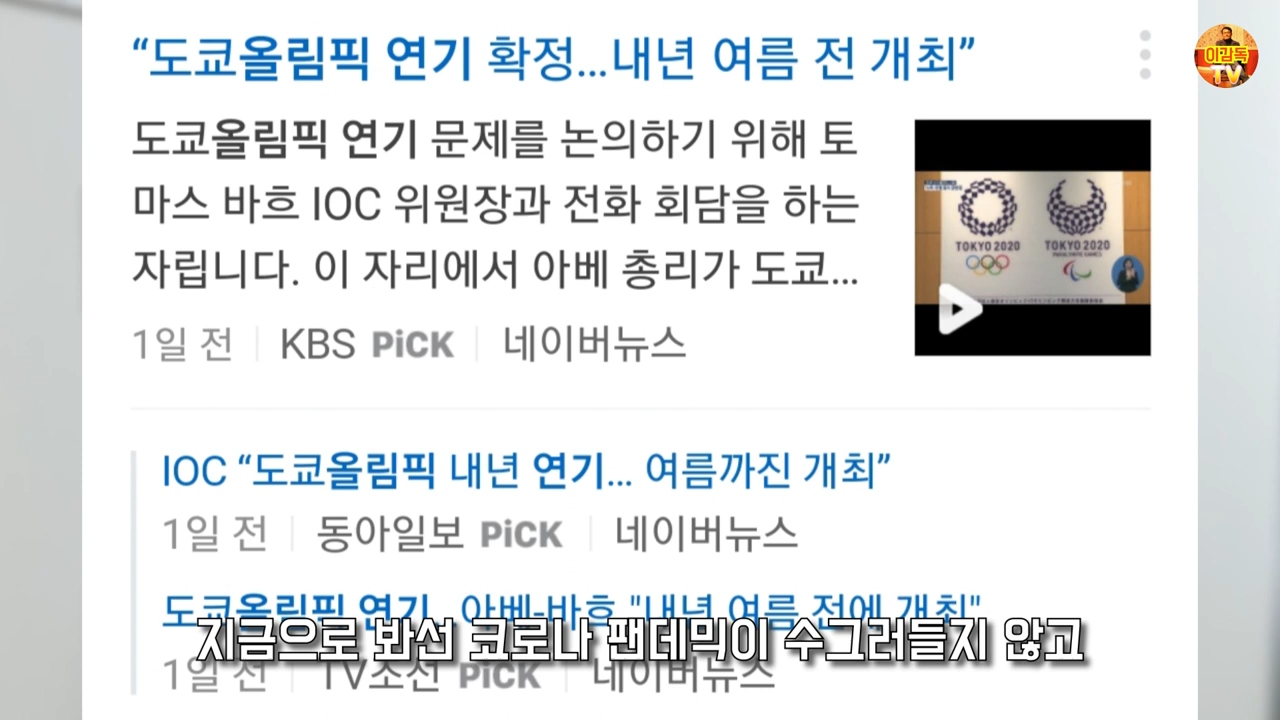 “도쿄올림픽 연기 확정...내년 여름 전 개최”
이감독
TV
도쿄올림픽 연기 문제를 논의하기 위해 토
마스 바흐 IOC 위원장과 전화 회담을 하는
자립니다. 이 자리에서 아베 총리가 도쿄...
TOKYO 2020
TOKYO 2020
PARALYMPIC GAMES
1일 전 KBS PiCK 네이버뉴스
IOC “도쿄올림픽 내년 연기... 여름까진 개최”
1일 전 동아일보 PiCK 네이버뉴스
도쿄올림픽 연기...아베-바흐 "내년 여름 전에 개최"
지금으로 봔선 코로나 팬데믹이 수그러들지 않고
1일 전 TV조선 PiCK 네이버뉴스